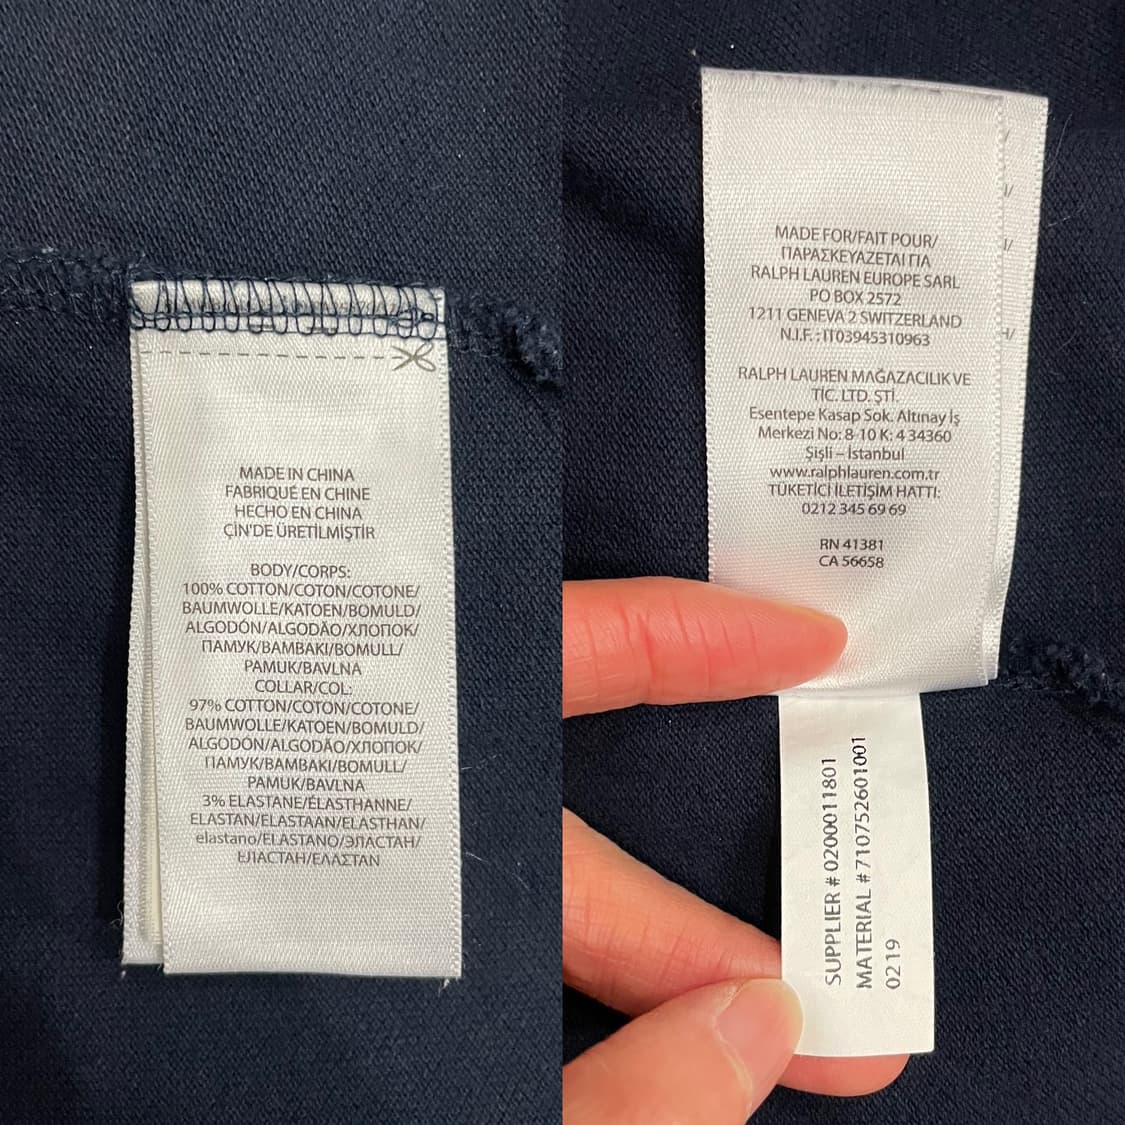 MADE IN CHINA
FABRIQUÉ EN CHINE
HECHO EN CHINA
ÇİN'DE ÜRETİLMİŞTİR
BODY/CORPS:
100% COTTON/COTON/COTONE/
BAUMWOLLE/KATOEN/BOMULD/
ALGODÓN/ALGODÃO/ХЛОПОК/
ПАМУК/ΒΑΜΒΑΚΙ/BOMULL/
PAMUK/BAVLNA
COLLAR/COL:
97% COTTON/COTON/COTONE/
BAUMWOLLE/KATOEN/BOMULD/
ALGODÓN/ALGODÃO/ХЛОПОК/
ПАМУК/ΒΑΜΒΑΚΙ/BOMULL/
PAMUK/BAVLNA
3% ELASTANE/ÉLASTHANNE/
ELASTAN/ELASTAAN/ELASTHAN/
elastano/ELASTANO/ЭЛАСТАН/
ЕЛАСТАН/ΕΛΑΣΤΑΝ
MADE FOR/FAIT POUR/
ΠΑΡΑΣΚΕΥΑΖΕΤΑΙ ΓΙΑ
RALPH LAUREN EUROPE SARL
PO BOX 2572
1211 GENEVA 2 SWITZERLAND
N.I.F. : IT03945310963
RALPH LAUREN MAĞAZACILIK VE
TİC. LTD. ŞTİ.
Esentepe Kasap Sok. Altınay İş
Merkezi No: 8-10 K: 4 34360
Şişli – İstanbul
www.ralphlauren.com.tr
TÜKETİCİ İLETİŞİM HATTI:
0212 345 69 69
RN 41381
CA 56658
SUPPLIER # 0200011801
MATERIAL # 710752601001
0219